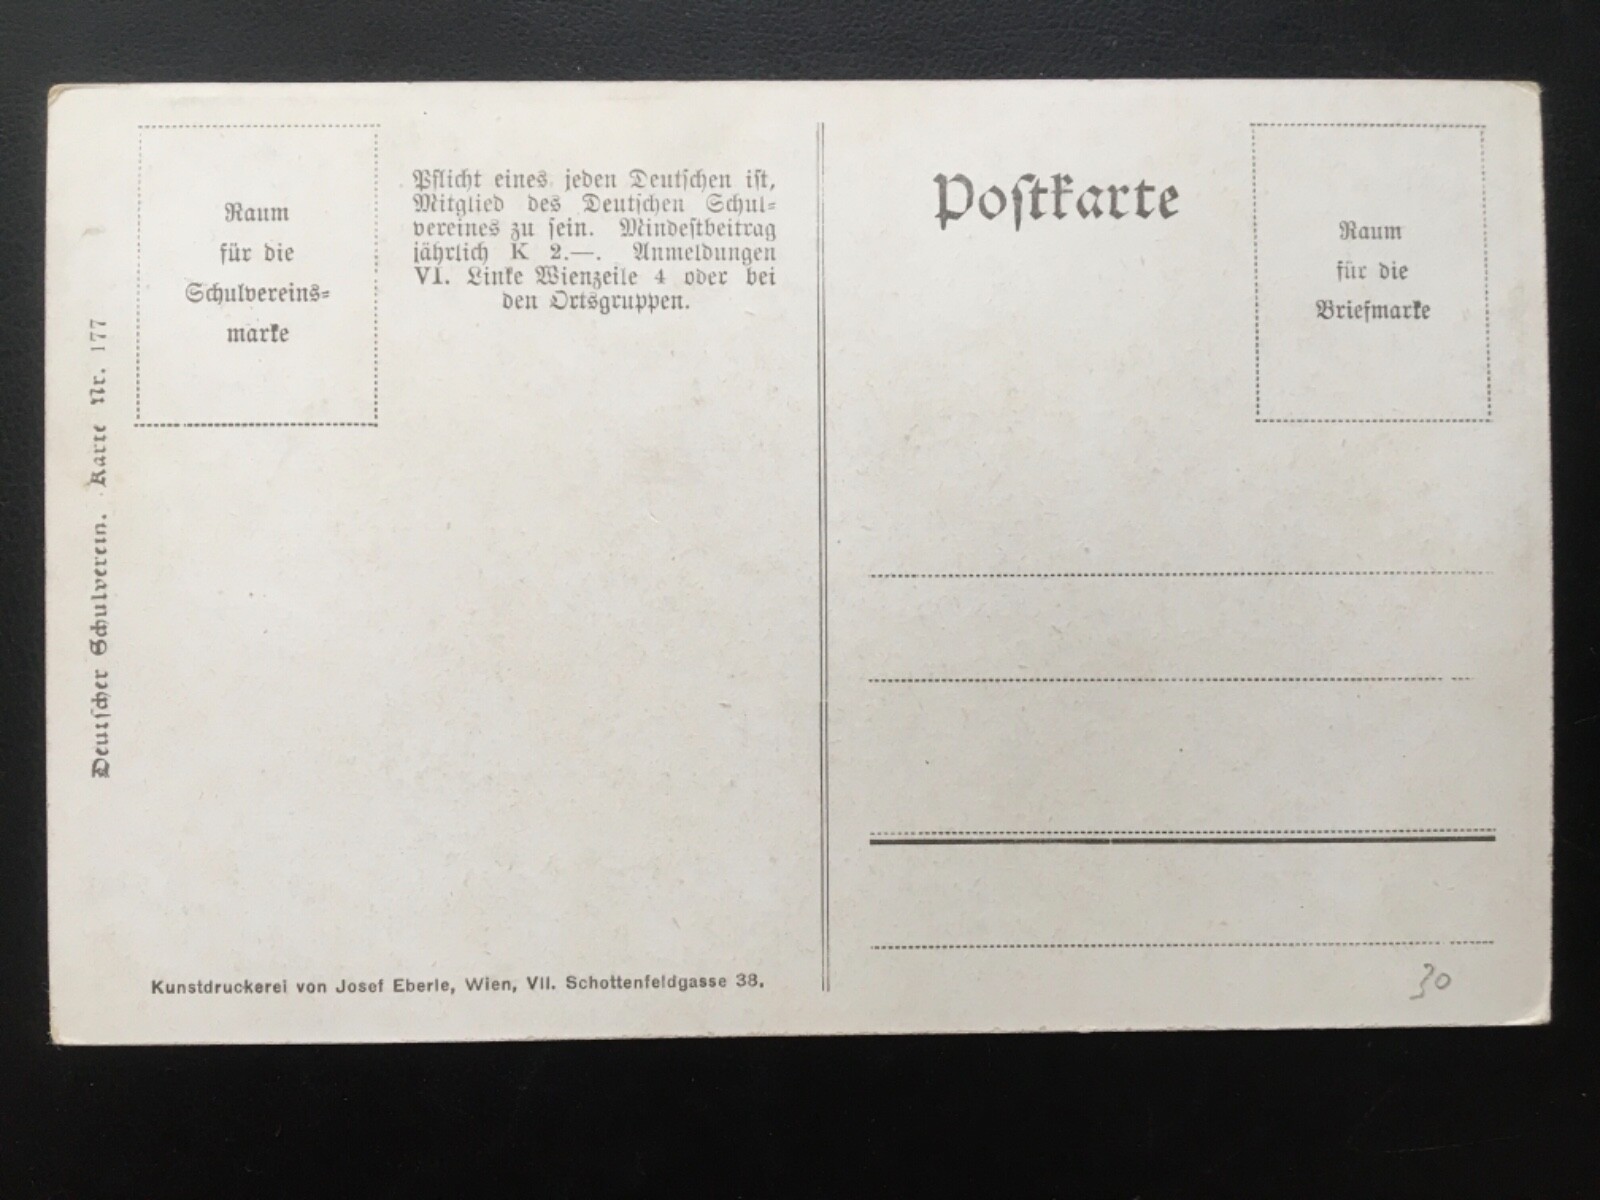 Raum
für die
Schulvereins=
marke
Pflicht eines jeden Deutschen ist,
Mitglied des Deutschen Schul=
vereines zu sein. Mindestbeitrag
jährlich K 2.—. Anmeldungen
VI. Linke Wienzeile 4 oder bei
den Ortsgruppen.
Postkarte
Raum
für die
Briefmarke
Deutscher Schulverein. Karte Nr. 177
Kunstdruckerei von Josef Eberle, Wien, VII. Schottenfeldgasse 38.
30